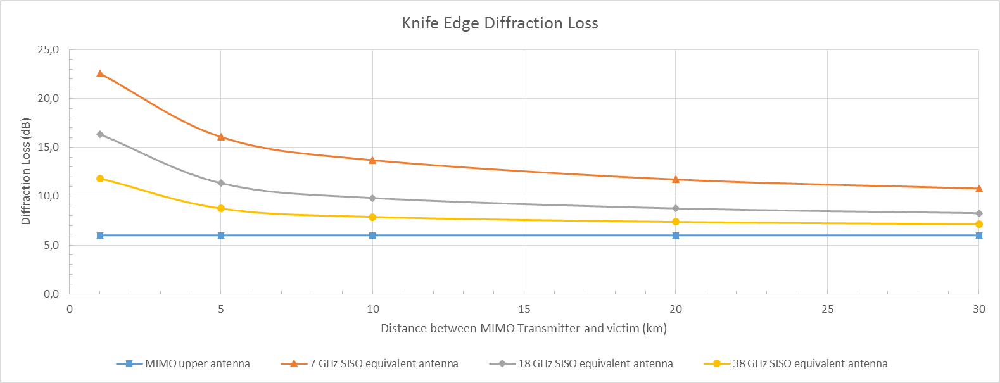 Knife Edge Diffraction Loss
25,0
20,0
15,0
10,0
5,0
0,0
Diffraction Loss (dB)
0 5 10 15 20 25 30
Distance between MIMO Transmitter and victim (km)
MIMO upper antenna 7 GHz SISO equivalent antenna 18 GHz SISO equivalent antenna 38 GHz SISO equivalent antenna